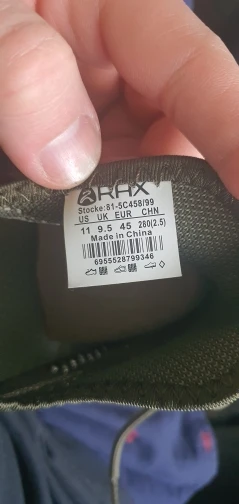 RAX
Stocke:81-5C458/99
US UK EUR CHN
11 9.5 45 280(2.5)
Made in China
6955528799346